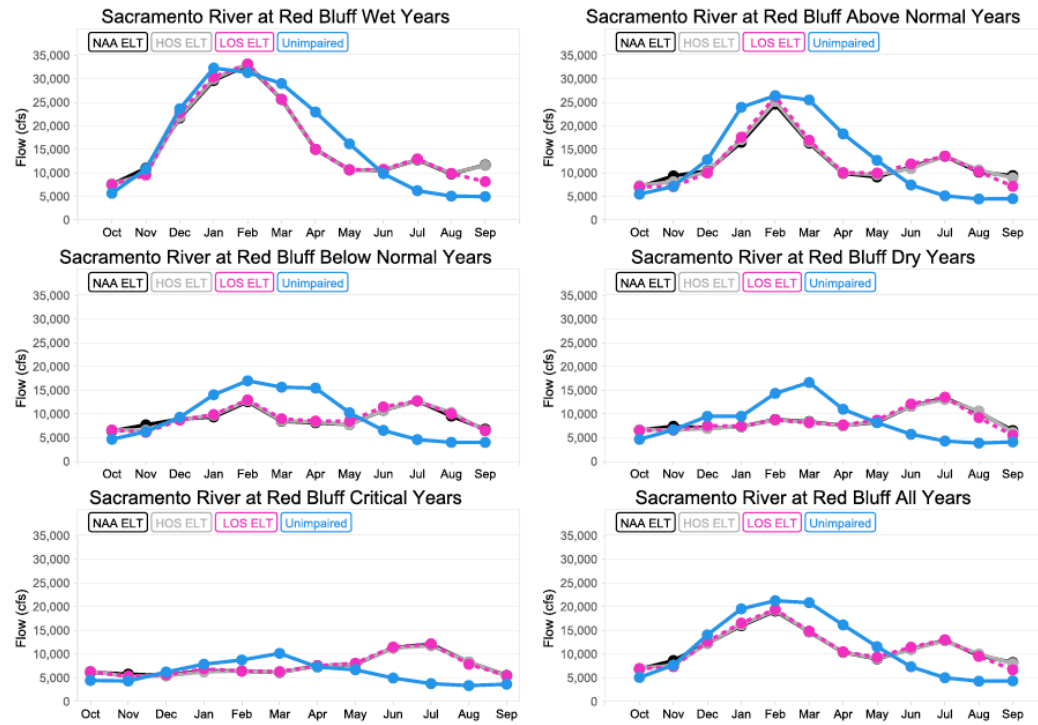 Sacramento River at Red Bluff Wet Years
NAA ELT HOS ELT LOS ELT Unimpaired
Flow (cfs)
35,000
30,000
25,000
20,000
15,000
10,000
5,000
0
Oct Nov Dec Jan Feb Mar Apr May Jun Jul Aug Sep
Sacramento River at Red Bluff Above Normal Years
NAA ELT HOS ELT LOS ELT Unimpaired
Flow (cfs)
35,000
30,000
25,000
20,000
15,000
10,000
5,000
0
Oct Nov Dec Jan Feb Mar Apr May Jun Jul Aug Sep
Sacramento River at Red Bluff Below Normal Years
NAA ELT HOS ELT LOS ELT Unimpaired
Flow (cfs)
35,000
30,000
25,000
20,000
15,000
10,000
5,000
0
Oct Nov Dec Jan Feb Mar Apr May Jun Jul Aug Sep
Sacramento River at Red Bluff Dry Years
NAA ELT HOS ELT LOS ELT Unimpaired
Flow (cfs)
35,000
30,000
25,000
20,000
15,000
10,000
5,000
0
Oct Nov Dec Jan Feb Mar Apr May Jun Jul Aug Sep
Sacramento River at Red Bluff Critical Years
NAA ELT HOS ELT LOS ELT Unimpaired
Flow (cfs)
35,000
30,000
25,000
20,000
15,000
10,000
5,000
0
Oct Nov Dec Jan Feb Mar Apr May Jun Jul Aug Sep
Sacramento River at Red Bluff All Years
NAA ELT HOS ELT LOS ELT Unimpaired
Flow (cfs)
35,000
30,000
25,000
20,000
15,000
10,000
5,000
0
Oct Nov Dec Jan Feb Mar Apr May Jun Jul Aug Sep